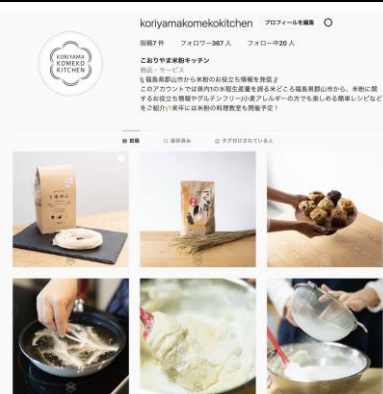 koriyamakomekokitchen プロフィールを編集
投稿7 件 フォロワー367 人 フォロー中20 人
KORIYAMA
KOMEKO
KITCHEN
こおりやま米粉キッチン
商品・サービス
福島県郡山市から米粉のお役立ち情報を発信
このアカウントでは県内1の水稲生産量を誇る米どころ福島県郡山市から、米粉に
するお役立ち情報やグルテンフリー/小麦アレルギーの方でも楽しめる簡単レシピなど
をご紹介 来年には米粉の料理教室も開催予定！
投稿 保存済み タグ付けされている人